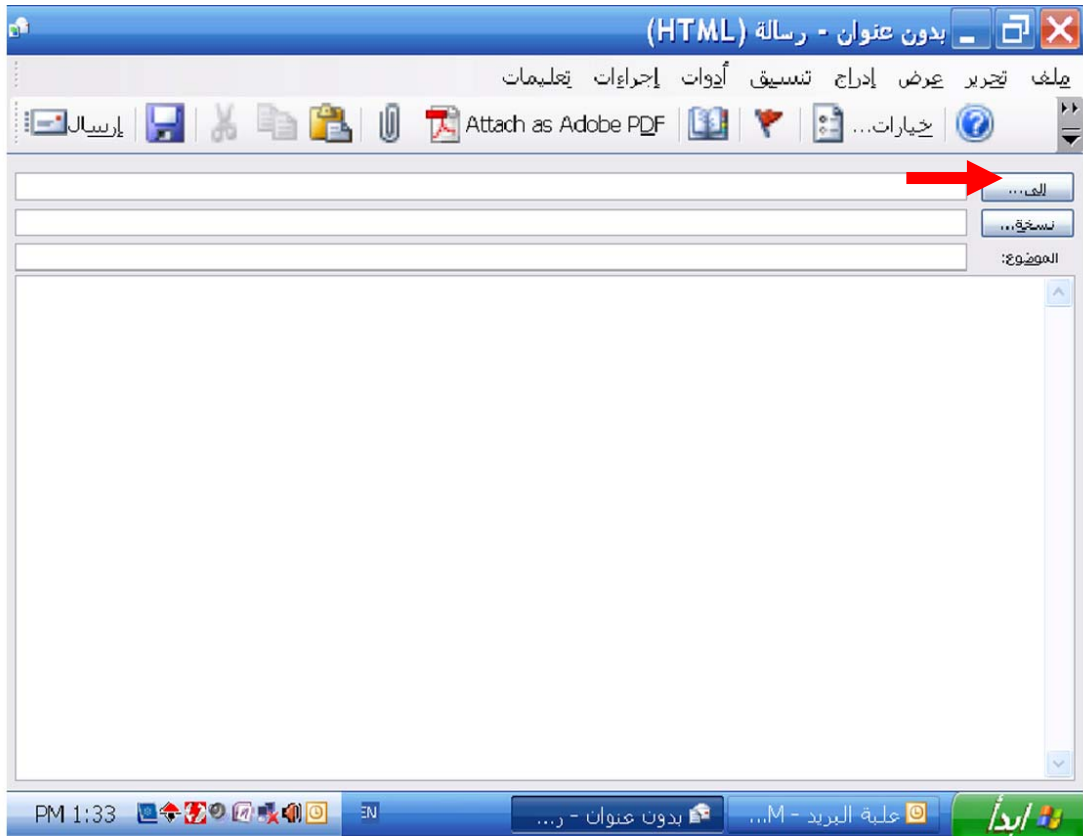 بدون عنوان - رسالة (HTML)
ملف تحرير عرض إدراج تنسيق أدوات إجراءات تعليمات
خيارات... Attach as Adobe PDF إرسال
إلى...
نسخة...
الموضوع:
ابدأ علبة البريد - M... بدون عنوان - ر... EN 1:33 PM